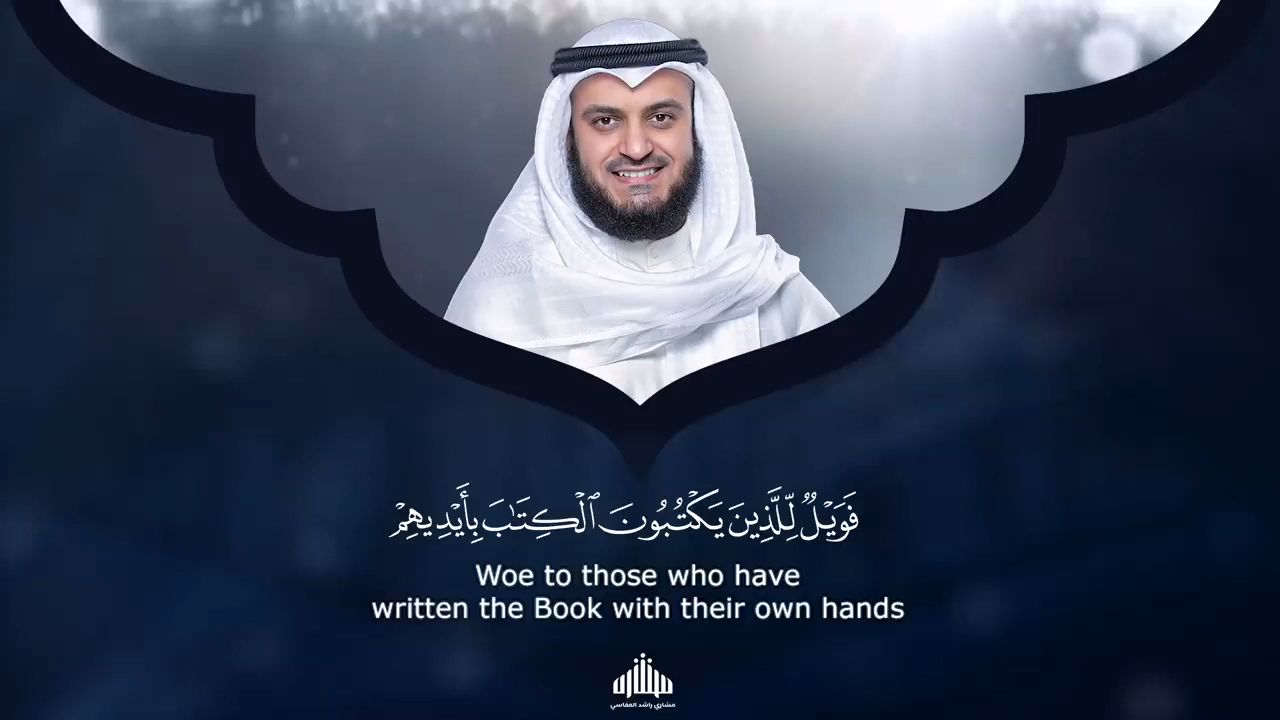 فَوَيْلٌ لِّلَّذِينَ يَكْتُبُونَ ٱلْكِتَٰبَ بِأَيْدِيهِمْ
Woe to those who have
written the Book with their own hands
مشاري راشد العفاسي